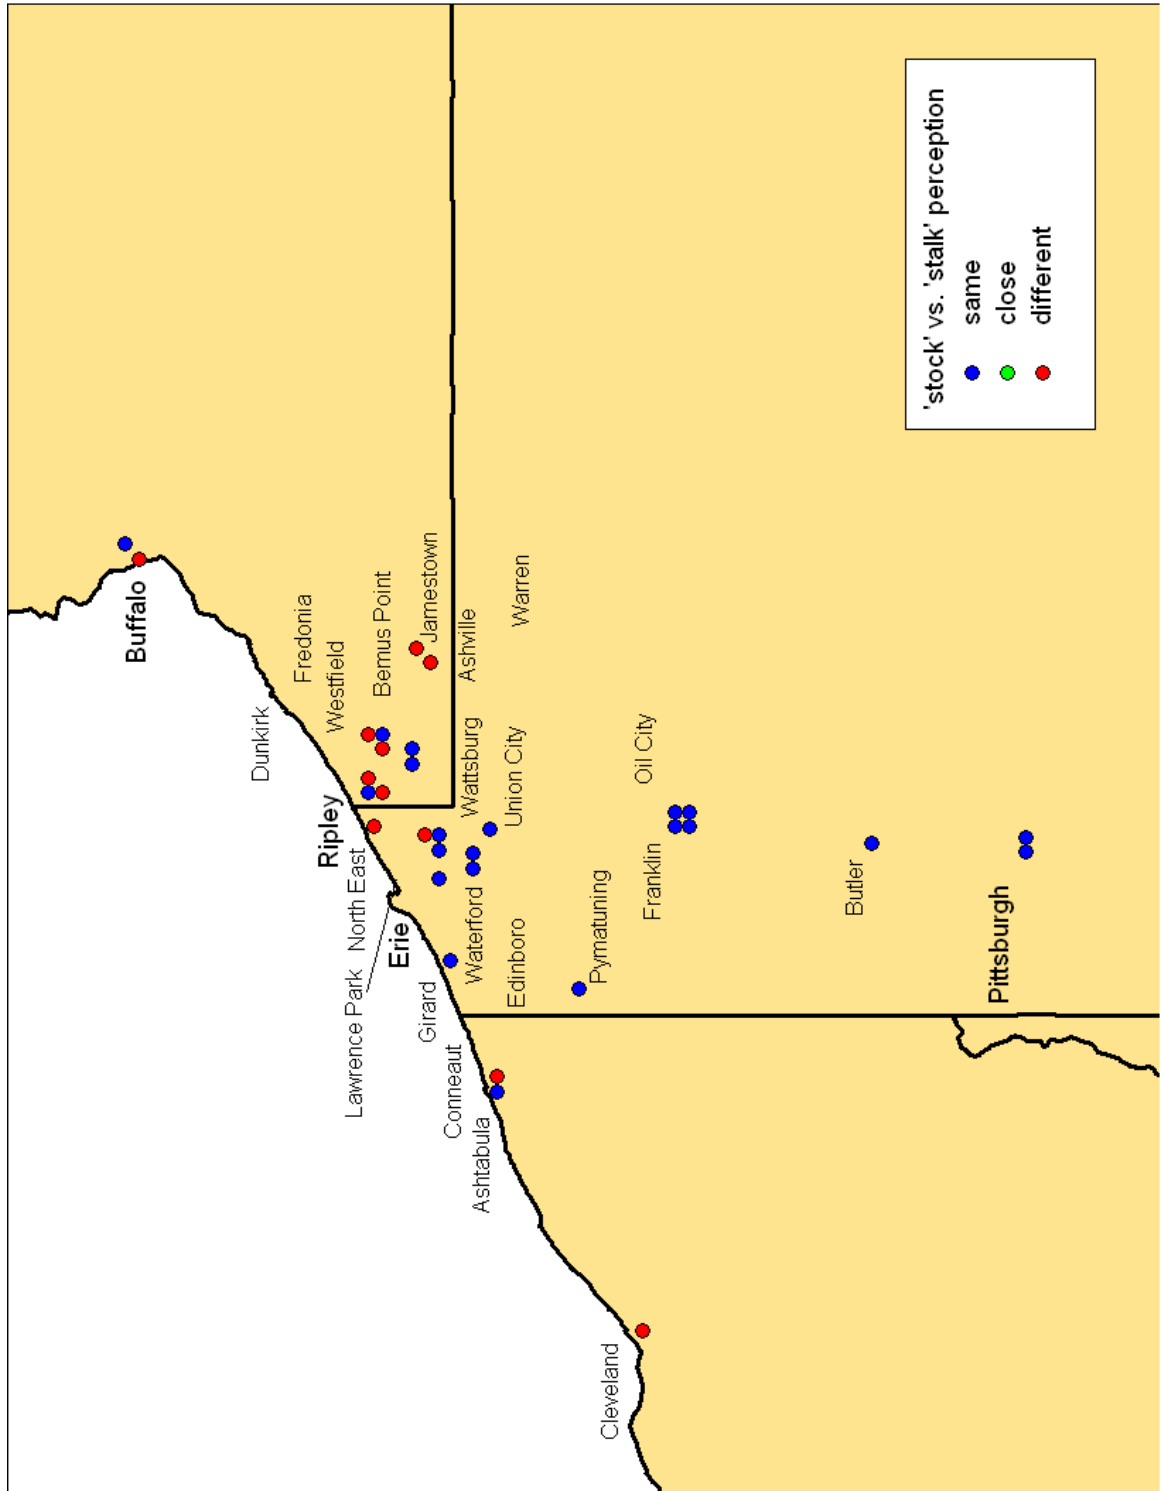 Buffalo
Dunkirk
Fredonia
Westfield
Bemus Point
Jamestown
Ashville
Warren
Ripley
North East
Lawrence Park
Erie
Wattsburg
Union City
Waterford
Edinboro
Girard
Conneaut
Ashtabula
Cleveland
Pymatuning
Oil City
Franklin
Butler
Pittsburgh
'stock' vs. 'stalk' perception
same
close
different